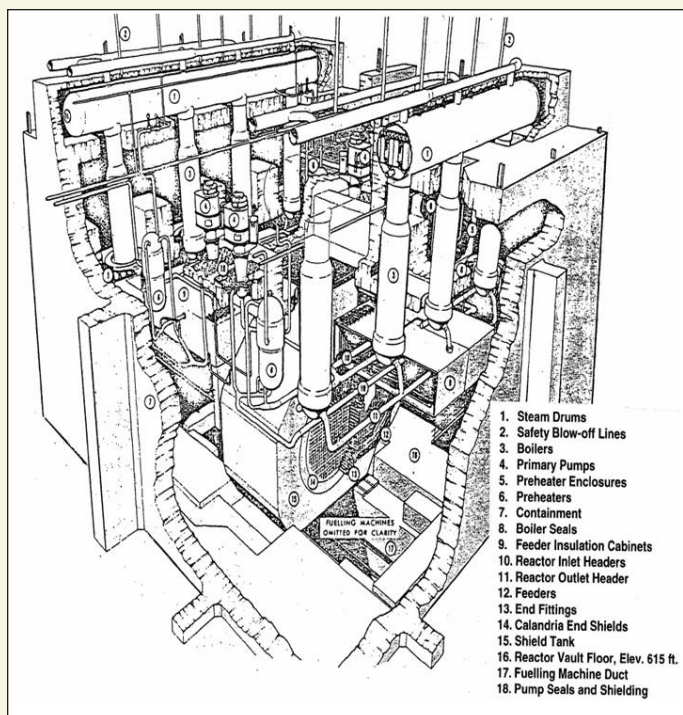 FUELLING MACHINES
OMITTED FOR CLARITY
1. Steam Drums
2. Safety Blow-off Lines
3. Boilers
4. Primary Pumps
5. Preheater Enclosures
6. Preheaters
7. Containment
8. Boiler Seals
9. Feeder Insulation Cabinets
10. Reactor Inlet Headers
11. Reactor Outlet Header
12. Feeders
13. End Fittings
14. Calandria End Shields
15. Shield Tank
16. Reactor Vault Floor, Elev. 615 ft.
17. Fuelling Machine Duct
18. Pump Seals and Shielding